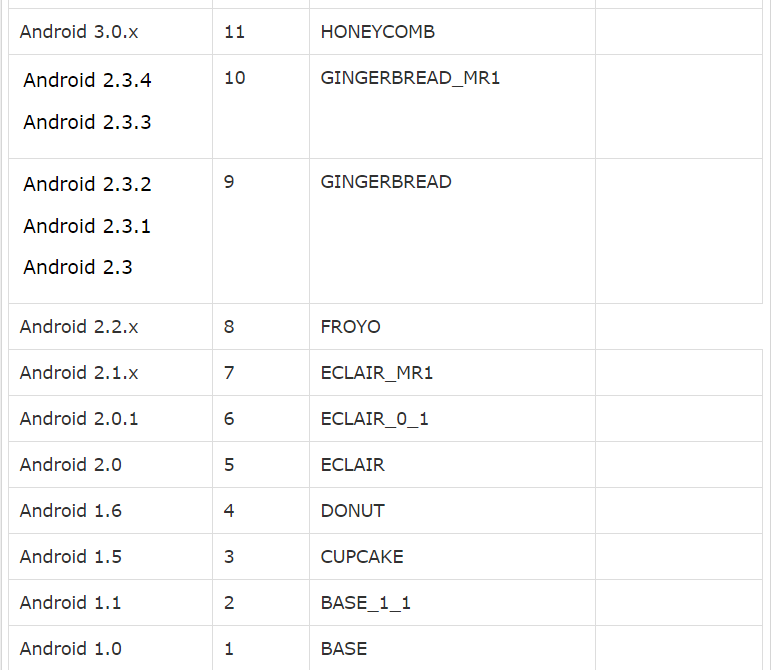 Android 3.0.x 11 HONEYCOMB
Android 2.3.4 10 GINGERBREAD_MR1
Android 2.3.3
Android 2.3.2 9 GINGERBREAD
Android 2.3.1
Android 2.3
Android 2.2.x 8 FROYO
Android 2.1.x 7 ECLAIR_MR1
Android 2.0.1 6 ECLAIR_0_1
Android 2.0 5 ECLAIR
Android 1.6 4 DONUT
Android 1.5 3 CUPCAKE
Android 1.1 2 BASE_1_1
Android 1.0 1 BASE